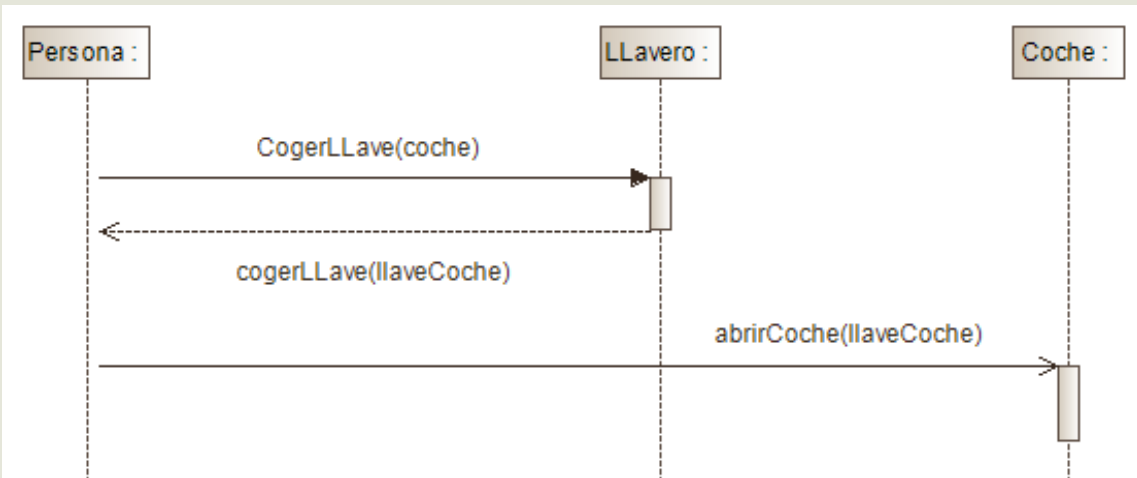 Persona :
LLavero :
Coche :
CogerLLave(coche)
cogerLLave(llaveCoche)
abrirCoche(llaveCoche)